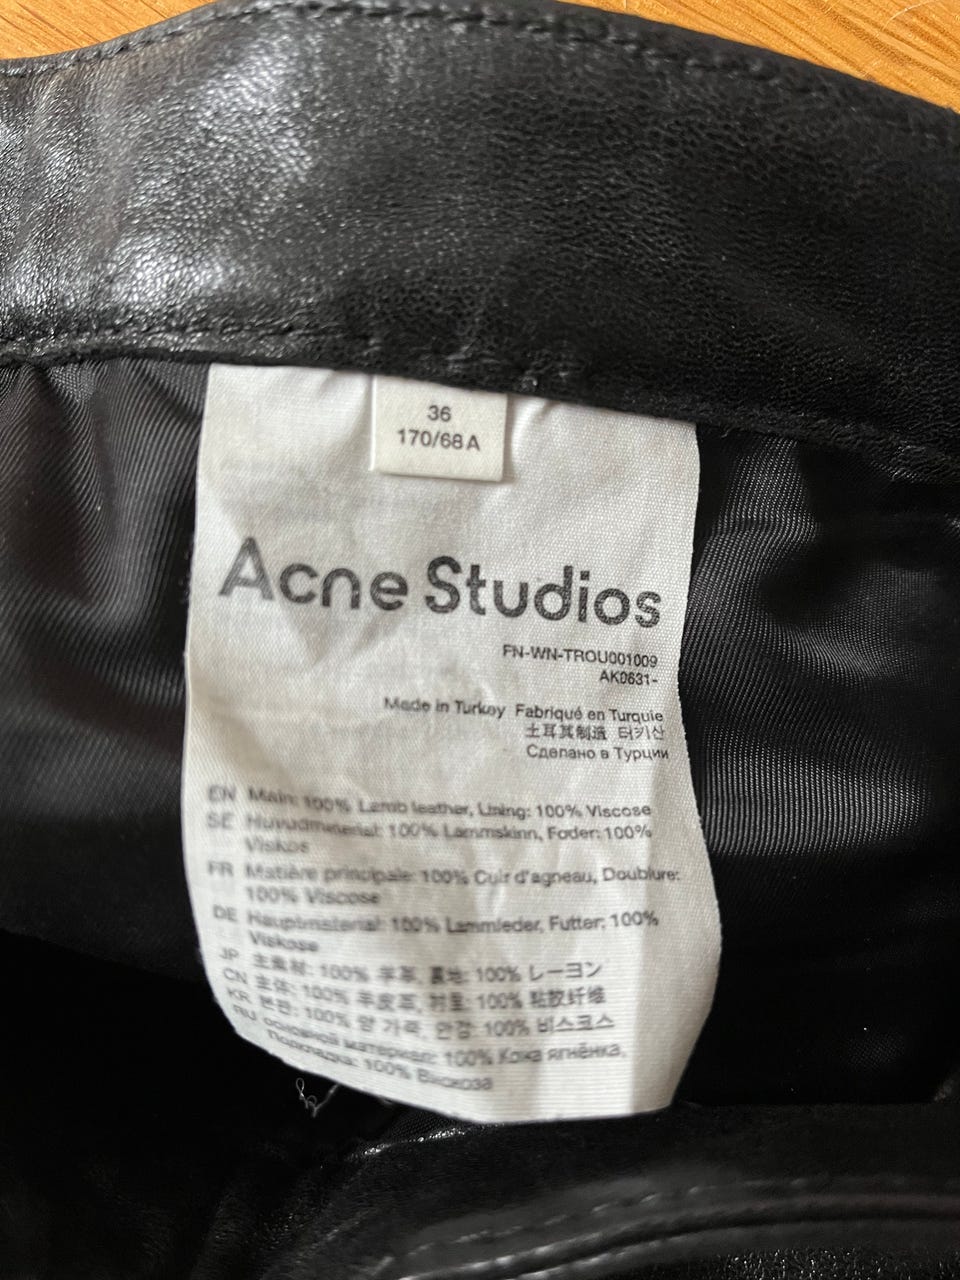 36
170/68A
Acne Studios
FN-WN-TROU001009
AK0631-
Made in Turkey Fabriqué en Turquie
土耳其制造 터키산
Сделано в Турции
EN Main: 100% Lamb leather, Lining: 100% Viscose
SE Huvudmaterial: 100% Lammskinn, Foder: 100%
Viskos
FR Matière principale: 100% Cuir d'agneau, Doublure:
100% Viscose
DE Hauptmaterial: 100% Lammleder, Futter: 100%
Viskose
JP 主素材: 100% 羊革, 裏地: 100% レーヨン
CN 主体: 100% 羊皮革, 衬里: 100% 粘胶纤维
KR 본판: 100% 양 가죽, 안감: 100% 비스코스
RU основной материал: 100% Кожа ягнёнка,
Подкладка: 100% Вискоза